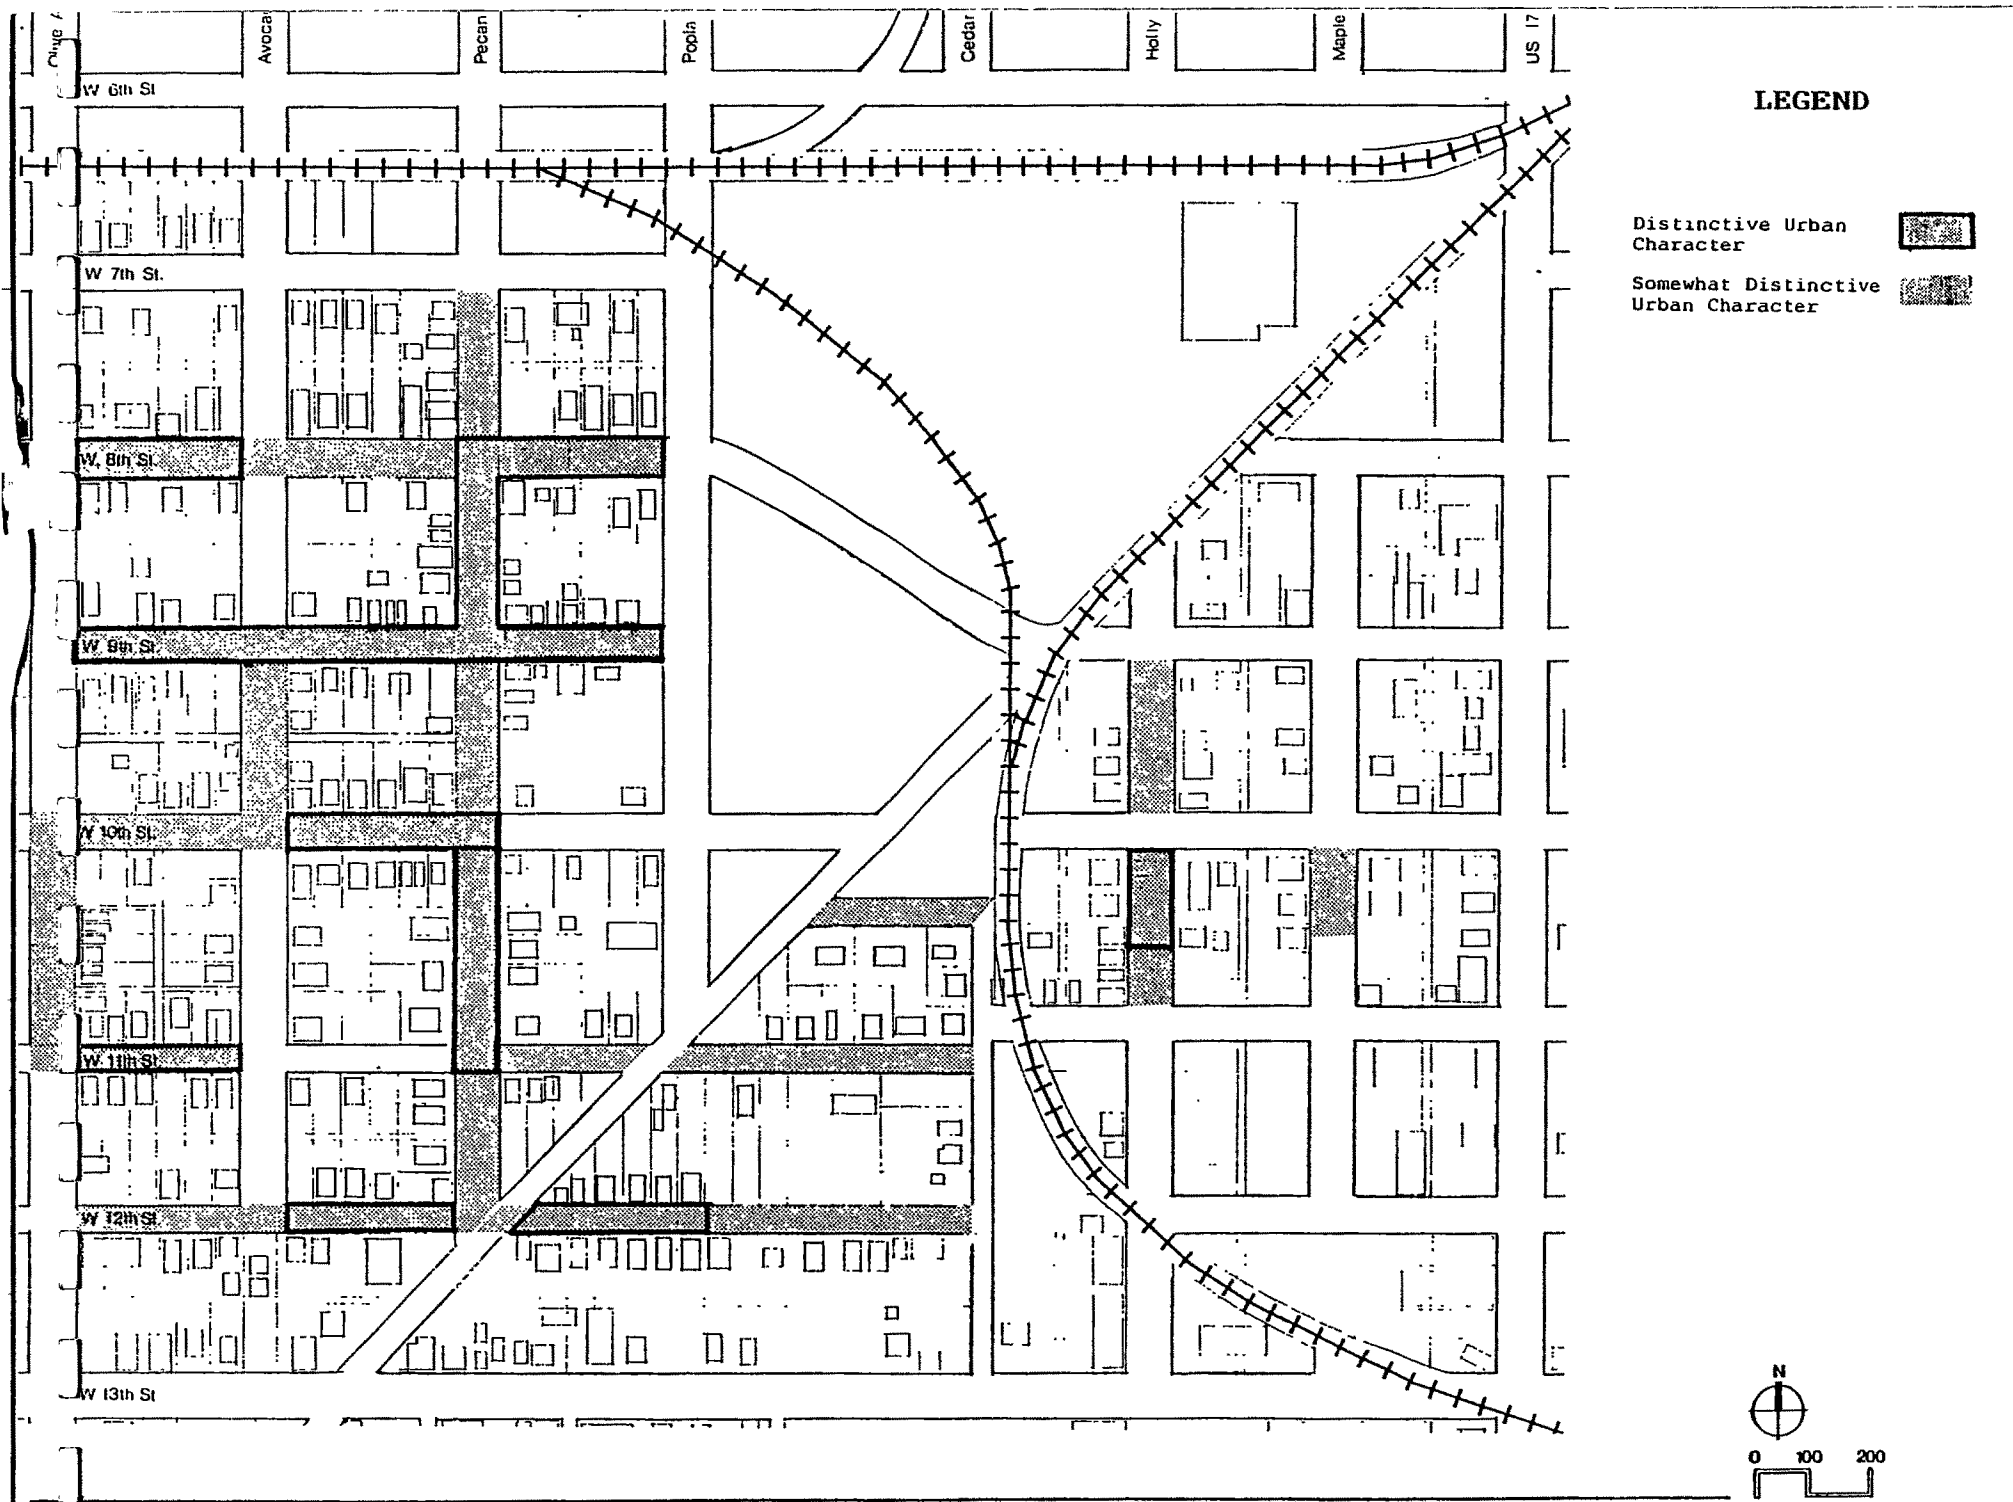 Avoca
Pecan
Popla
Cedar
Holly
Maple
US 17
W 6th St
LEGEND
Distinctive Urban
Character
W 7th St.
Somewhat Distinctive
Urban Character
W. 8th St.
W 9th St.
W 10th St.
W. 11th St.
W 12th St
W 13th St
N
0 100 200